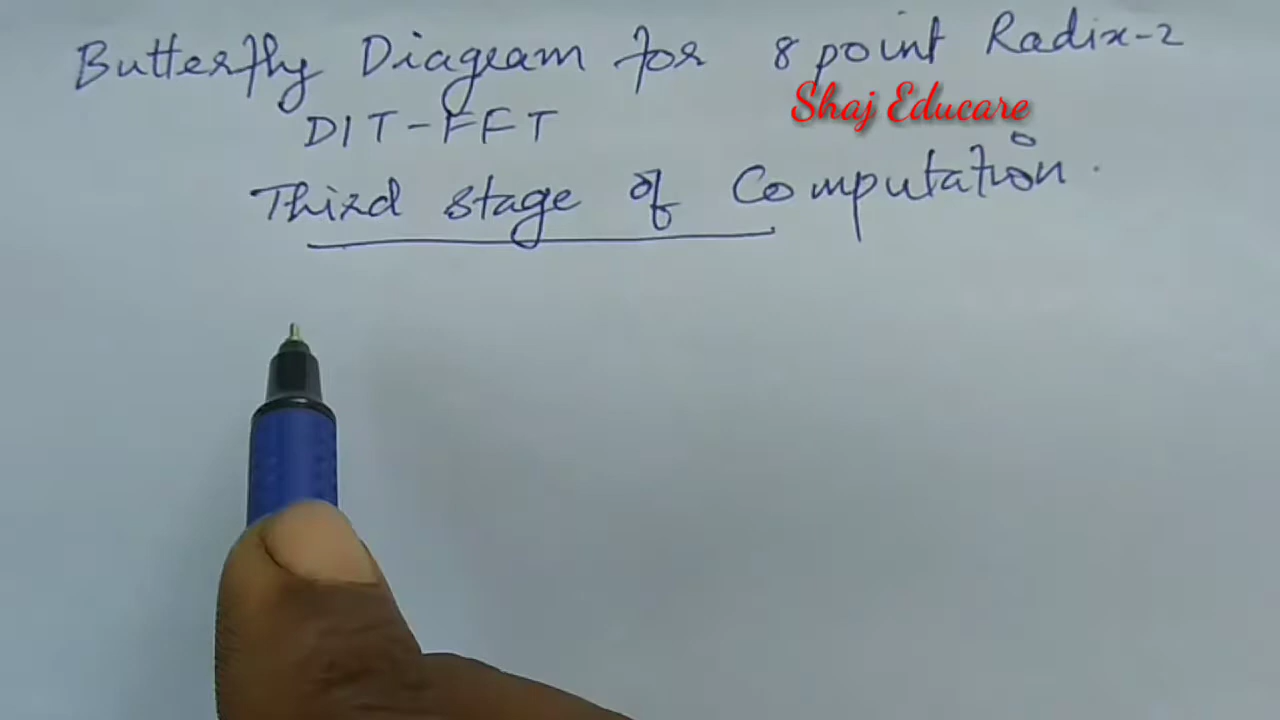 Butterfly Diagram for 8 point Radix-2
Shaj Educare
DIT-FFT
Third stage of Computation.